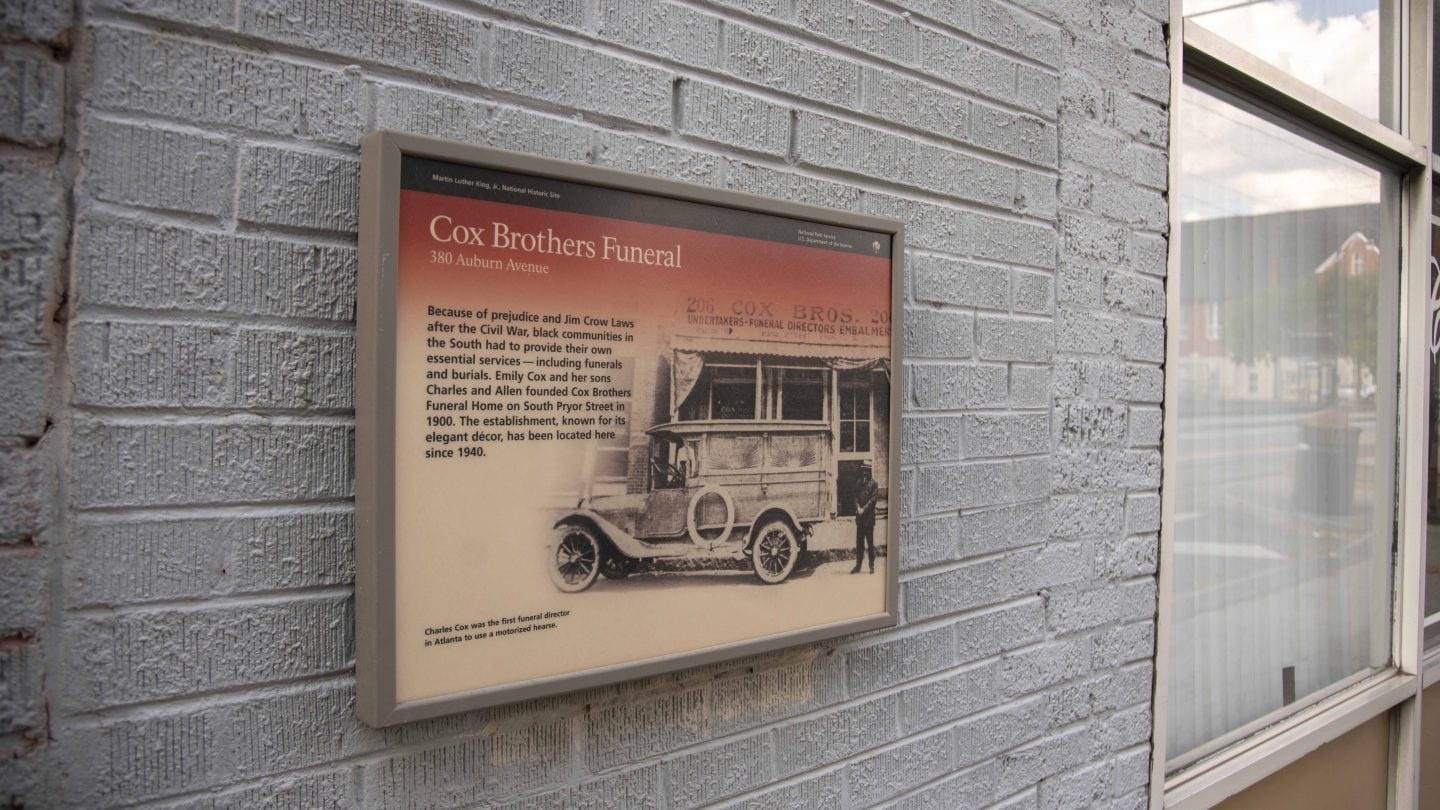 Martin Luther King, Jr., National Historic Site
National Park Service
U.S. Department of the Interior
Cox Brothers Funeral
380 Auburn Avenue
Because of prejudice and Jim Crow Laws
after the Civil War, black communities in
the South had to provide their own
essential services — including funerals
and burials. Emily Cox and her sons
Charles and Allen founded Cox Brothers
Funeral Home on South Pryor Street in
1900. The establishment, known for its
elegant décor, has been located here
since 1940.
206 COX BROS. 20
UNDERTAKERS-FUNERAL DIRECTORS EMBALMER
COX
Charles Cox was the first funeral director
in Atlanta to use a motorized hearse.